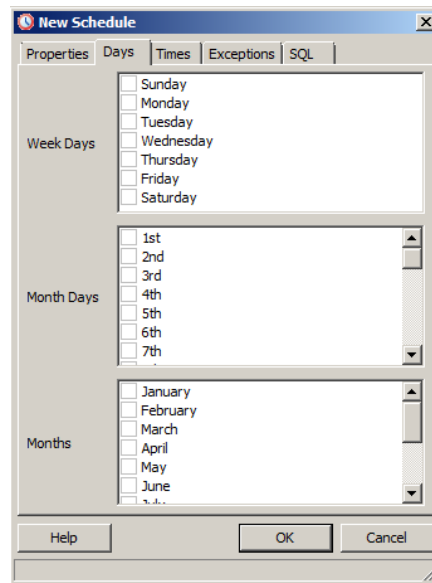 New Schedule
Properties Days Times Exceptions SQL
Week Days
Sunday
Monday
Tuesday
Wednesday
Thursday
Friday
Saturday
Month Days
1st
2nd
3rd
4th
5th
6th
7th
Months
January
February
March
April
May
June
July
Help OK Cancel